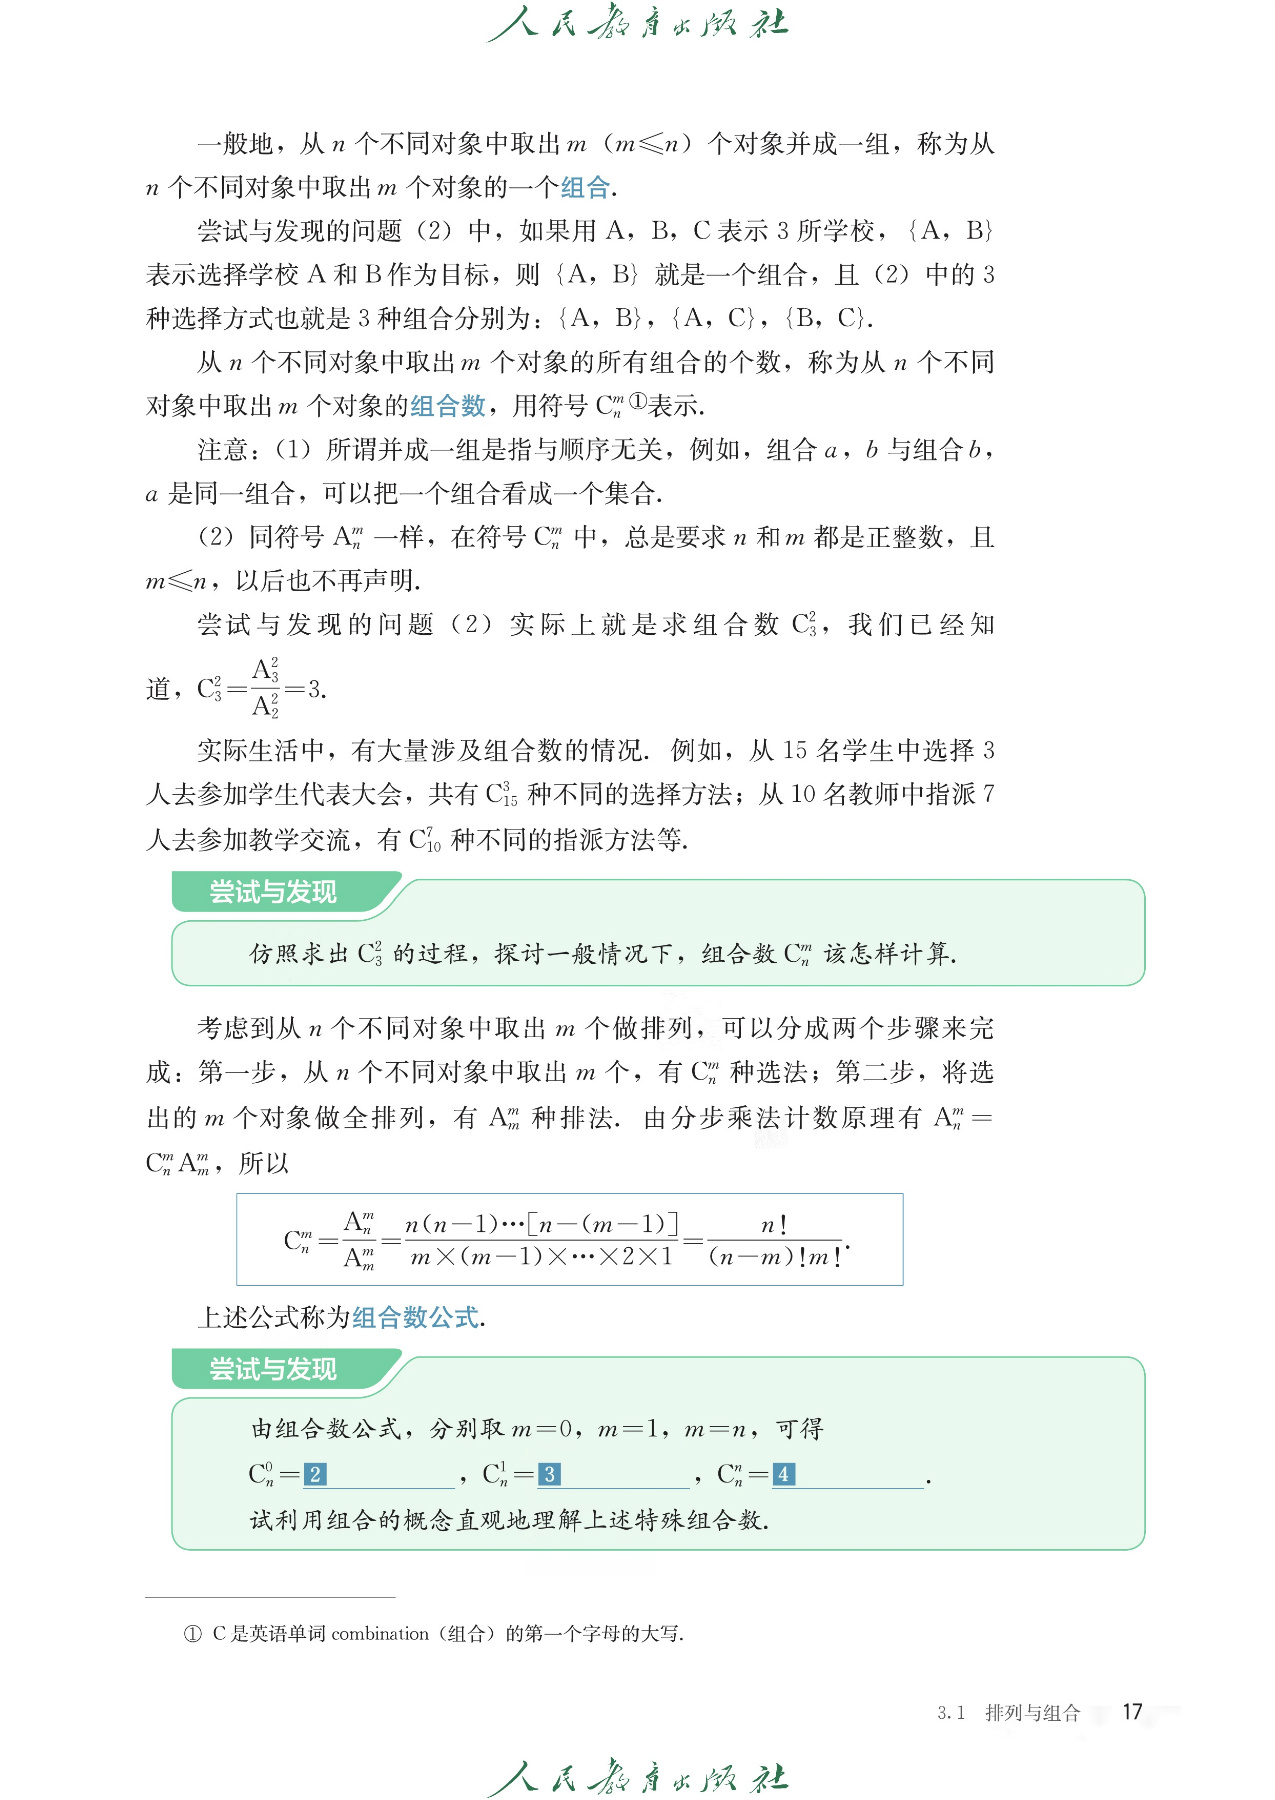 人民教育出版社
一般地，从 n 个不同对象中取出 m（m≤n）个对象并成一组，称为从
n 个不同对象中取出 m 个对象的一个组合.
尝试与发现的问题（2）中，如果用 A，B，C 表示 3 所学校，{A，B}
表示选择学校 A 和 B 作为目标，则 {A，B} 就是一个组合，且（2）中的 3
种选择方式也就是 3 种组合分别为：{A，B}，{A，C}，{B，C}.
从 n 个不同对象中取出 m 个对象的所有组合的个数，称为从 n 个不同
对象中取出 m 个对象的组合数，用符号 C_n^m ①表示.
注意：（1）所谓并成一组是指与顺序无关，例如，组合 a，b 与组合 b，
a 是同一组合，可以把一个组合看成一个集合.
（2）同符号 A_n^m 一样，在符号 C_n^m 中，总是要求 n 和 m 都是正整数，且
m≤n，以后也不再声明.
尝试与发现的问题（2）实际上就是求组合数 C_3^2，我们已经知
道，C_3^2=A_3^2/A_2^2=3.
实际生活中，有大量涉及组合数的情况. 例如，从 15 名学生中选择 3
人去参加学生代表大会，共有 C_15^3 种不同的选择方法；从 10 名教师中指派 7
人去参加教学交流，有 C_10^7 种不同的指派方法等.
尝试与发现
仿照求出 C_3^2 的过程，探讨一般情况下，组合数 C_n^m 该怎样计算.
考虑到从 n 个不同对象中取出 m 个做排列，可以分成两个步骤来完
成：第一步，从 n 个不同对象中取出 m 个，有 C_n^m 种选法；第二步，将选
出的 m 个对象做全排列，有 A_m^m 种排法. 由分步乘法计数原理有 A_n^m=
C_n^m A_m^m，所以
C_n^m=A_n^m/A_m^m=n(n-1)…[n-(m-1)]/m×(m-1)×…×2×1=n!/(n-m)!m!.
上述公式称为组合数公式.
尝试与发现
由组合数公式，分别取 m=0，m=1，m=n，可得
C_n^0=2，C_n^1=3，C_n^n=4.
试利用组合的概念直观地理解上述特殊组合数.
① C 是英语单词 combination（组合）的第一个字母的大写.
3.1 排列与组合 17
人民教育出版社